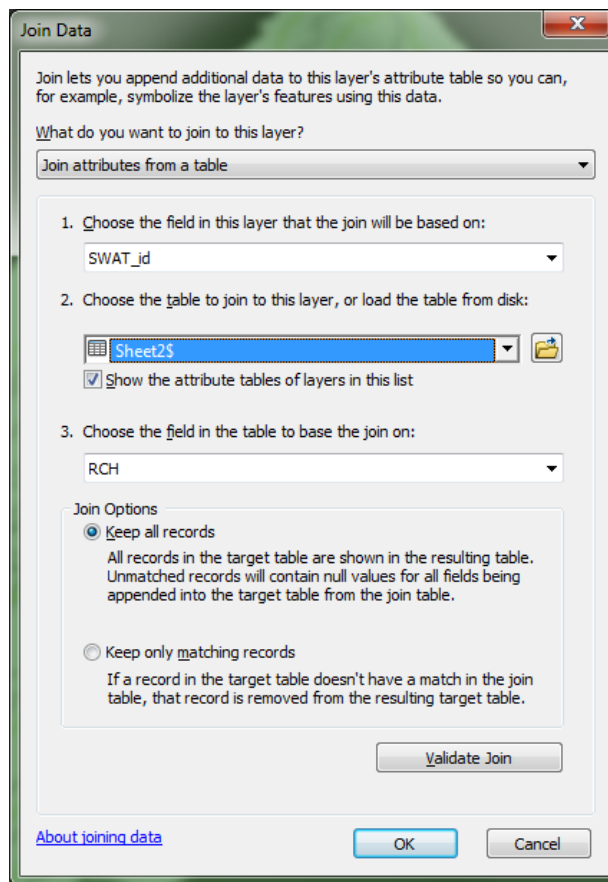 Join Data
Join lets you append additional data to this layer's attribute table so you can,
for example, symbolize the layer's features using this data.
What do you want to join to this layer?
Join attributes from a table
1. Choose the field in this layer that the join will be based on:
SWAT_id
2. Choose the table to join to this layer, or load the table from disk:
Sheet2$
Show the attribute tables of layers in this list
3. Choose the field in the table to base the join on:
RCH
Join Options
Keep all records
All records in the target table are shown in the resulting table.
Unmatched records will contain null values for all fields being
appended into the target table from the join table.
Keep only matching records
If a record in the target table doesn't have a match in the join
table, that record is removed from the resulting target table.
Validate Join
About joining data
OK
Cancel